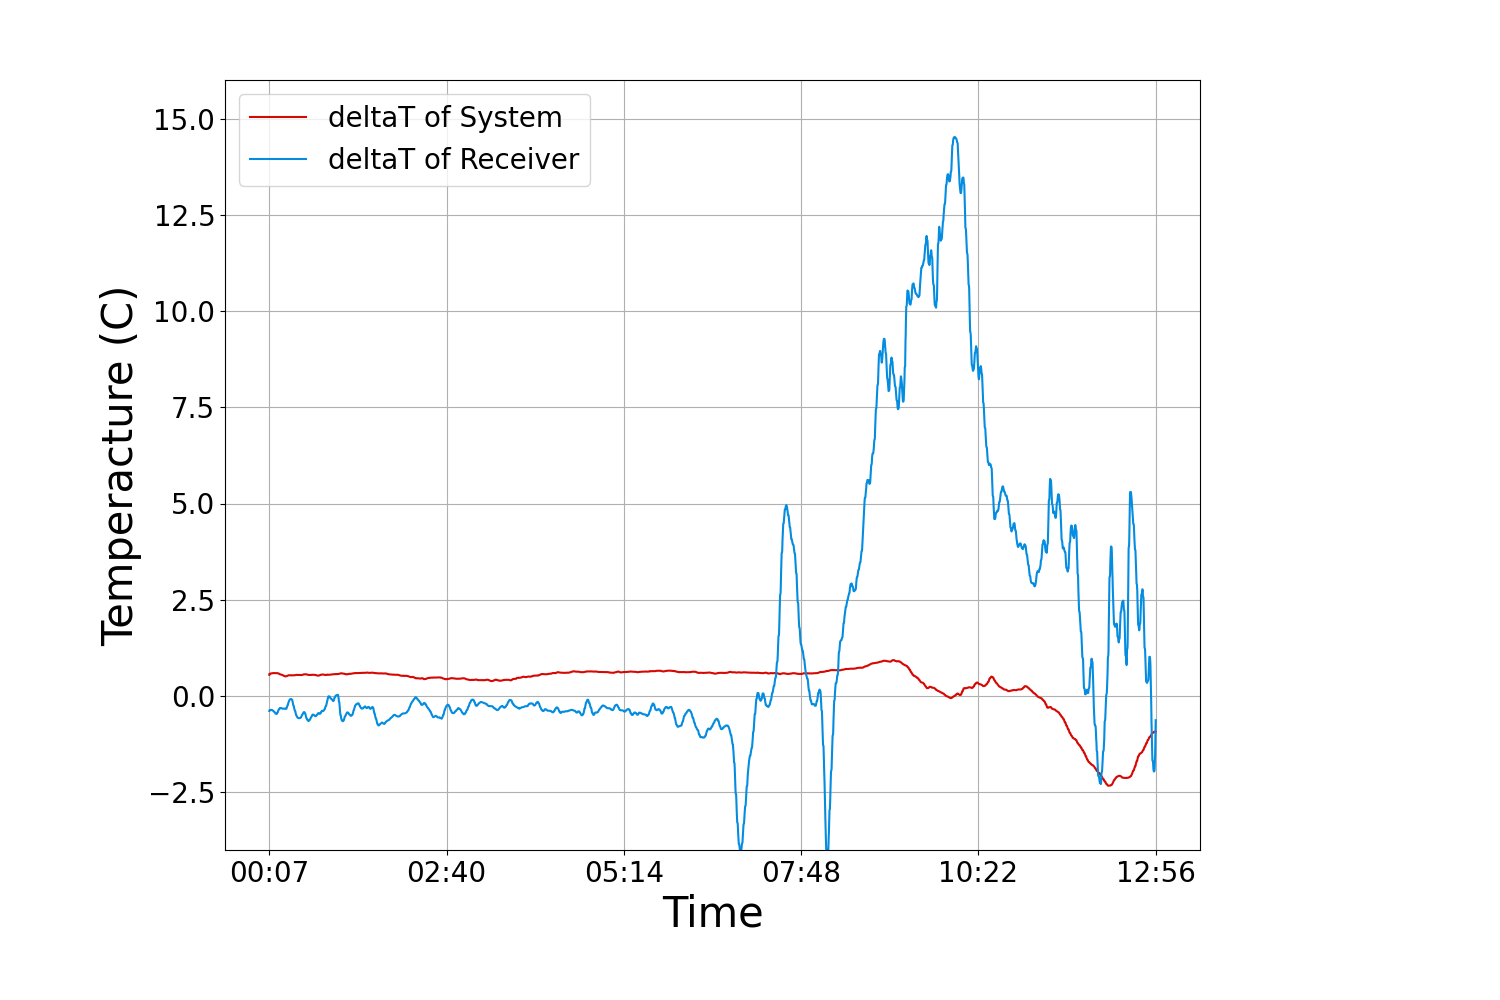 deltaT of System
deltaT of Receiver
15.0
12.5
10.0
7.5
5.0
2.5
0.0
−2.5
Temperacture (C)
00:07 02:40 05:14 07:48 10:22 12:56
Time